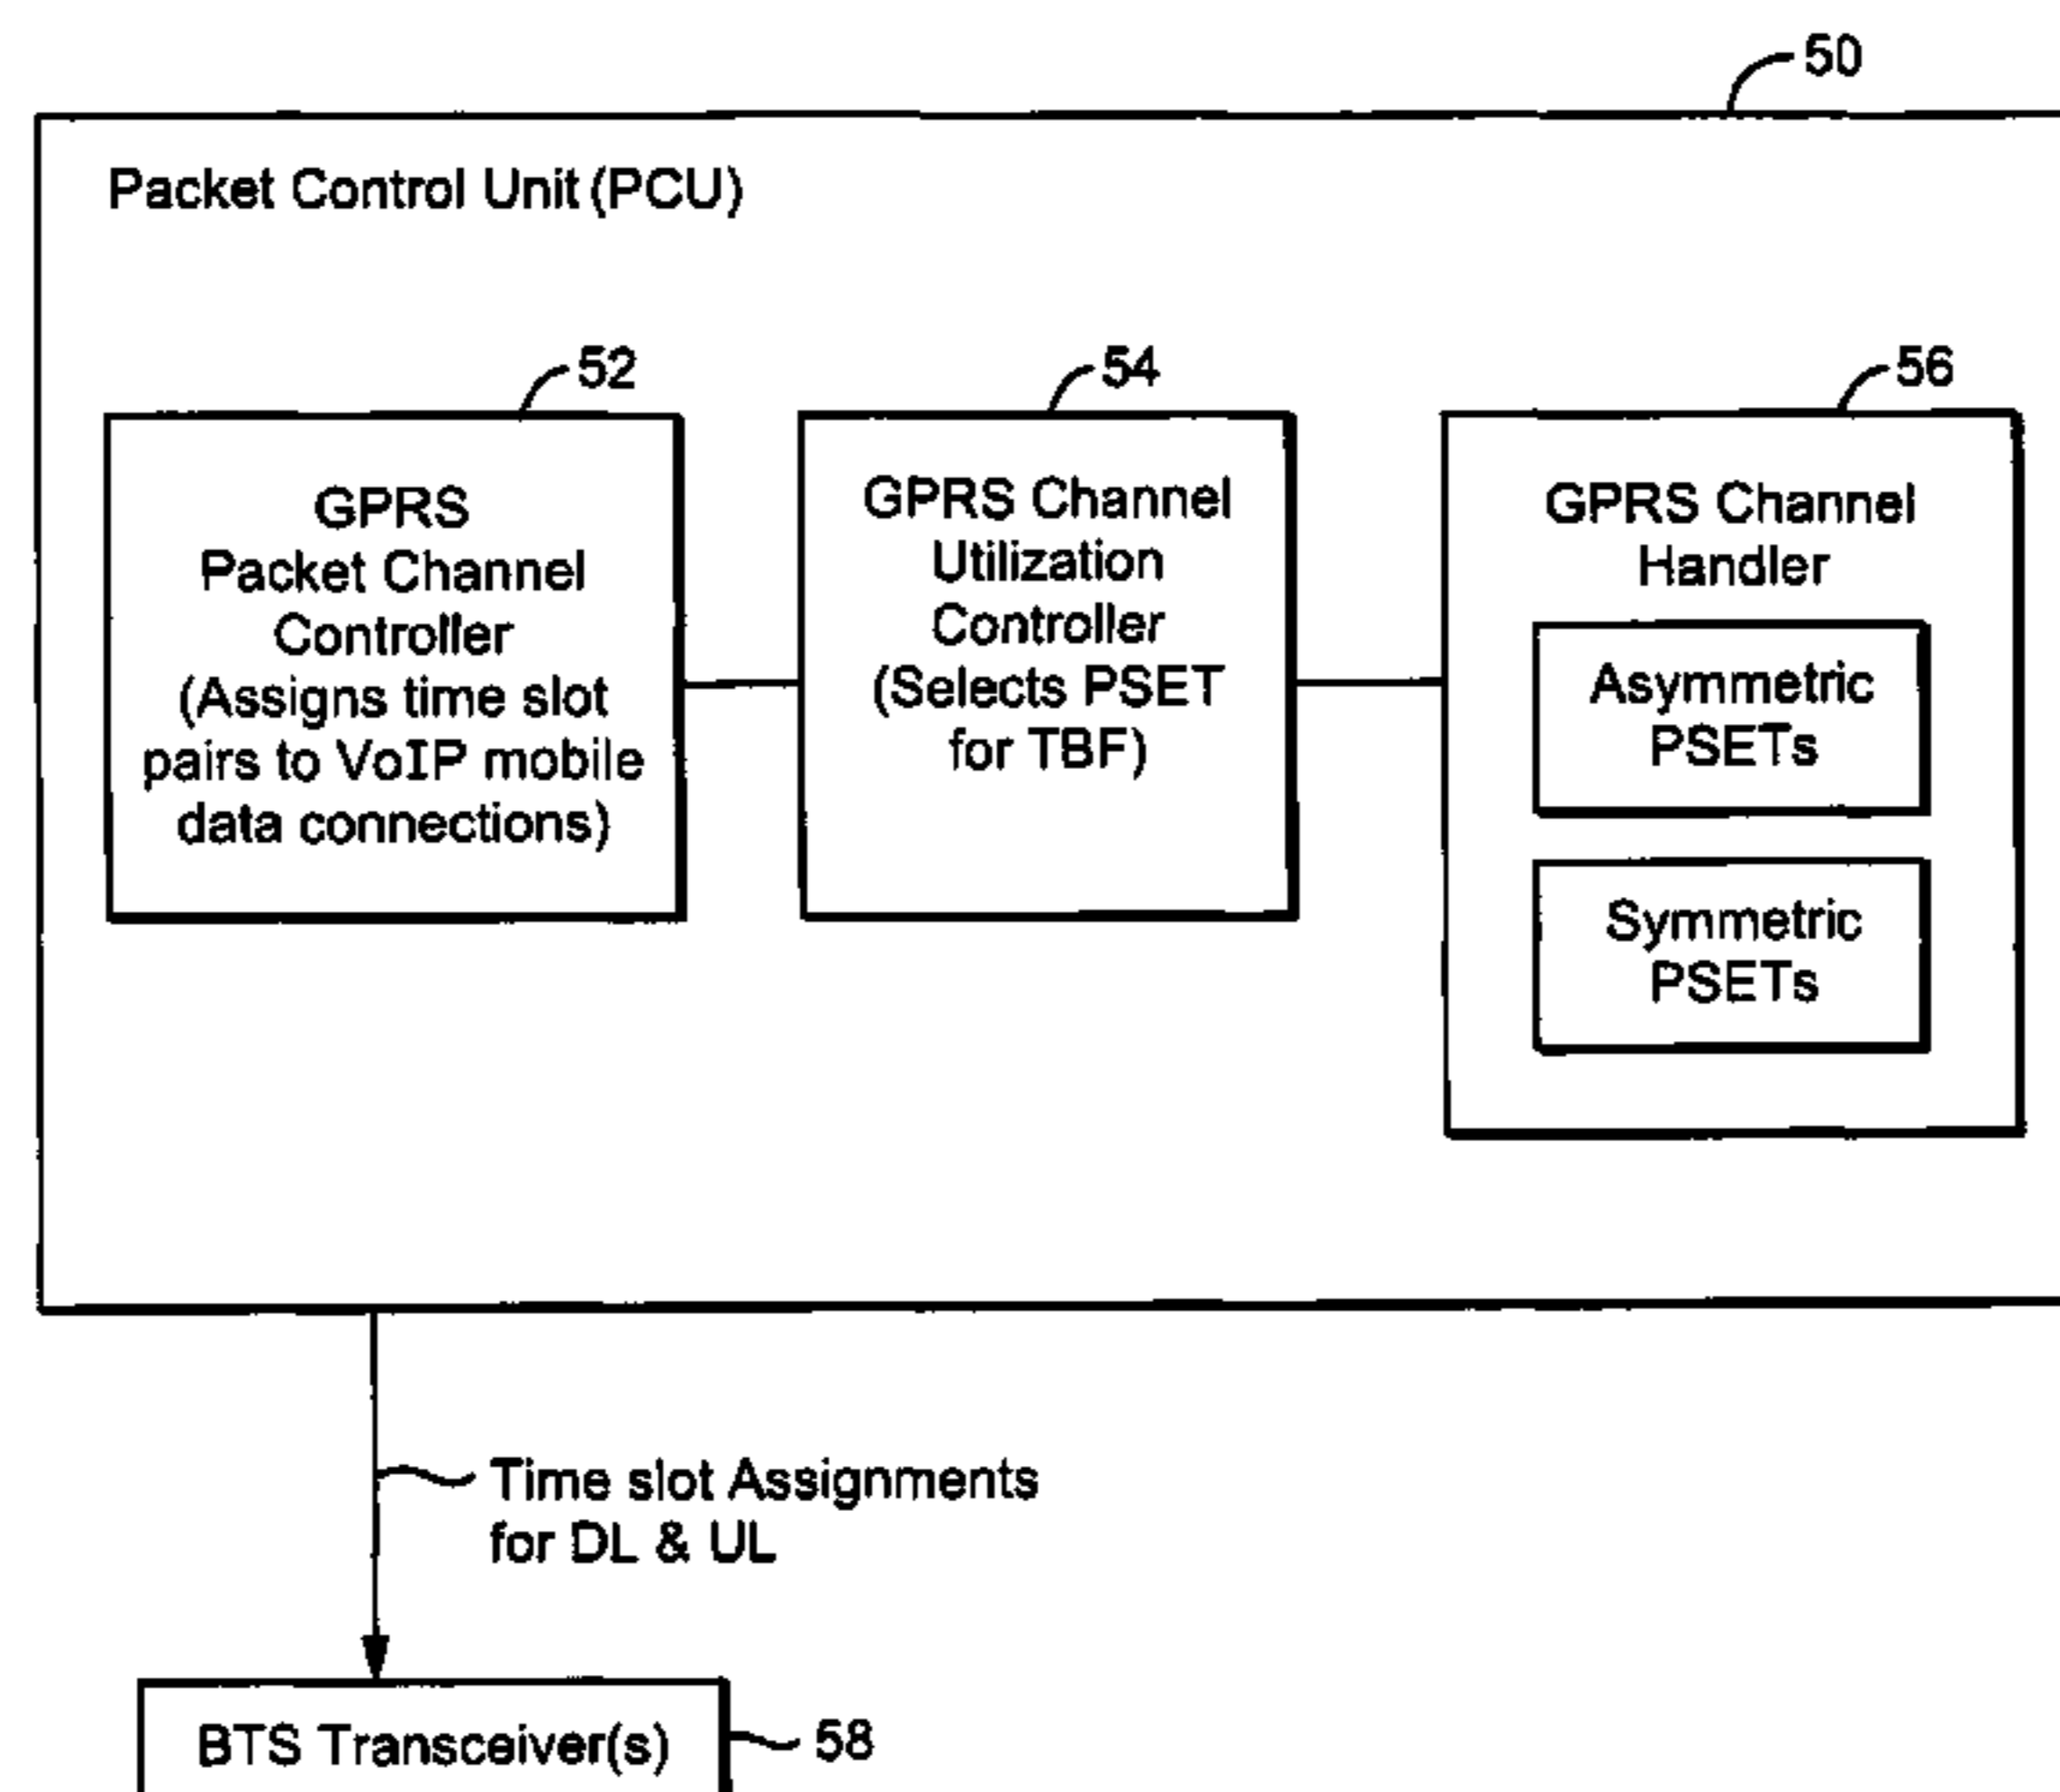 50
Packet Control Unit (PCU)
52
54
56
GPRS
Packet Channel
Controller
(Assigns time slot
pairs to VoIP mobile
data connections)
GPRS Channel
Utilization
Controller
(Selects PSET
for TBF)
GPRS Channel
Handler
Asymmetric
PSETs
Symmetric
PSETs
Time slot Assignments
for DL & UL
BTS Transceiver(s)
58